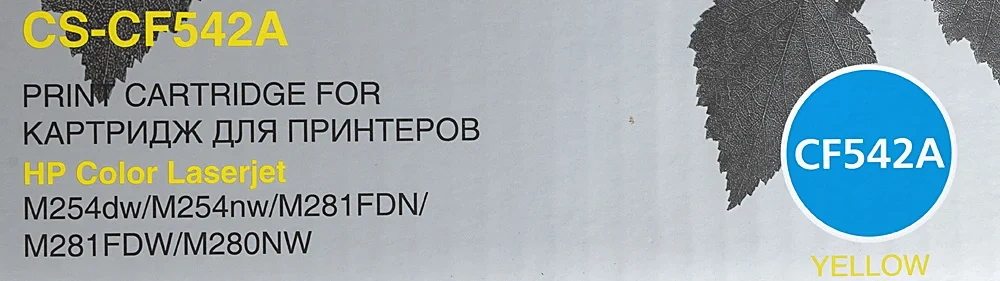 CS-CF542A
PRINT CARTRIDGE FOR
КАРТРИДЖ ДЛЯ ПРИНТЕРОВ
HP Color Laserjet
M254dw/M254nw/M281FDN/
M281FDW/M280NW
CF542A
YELLOW